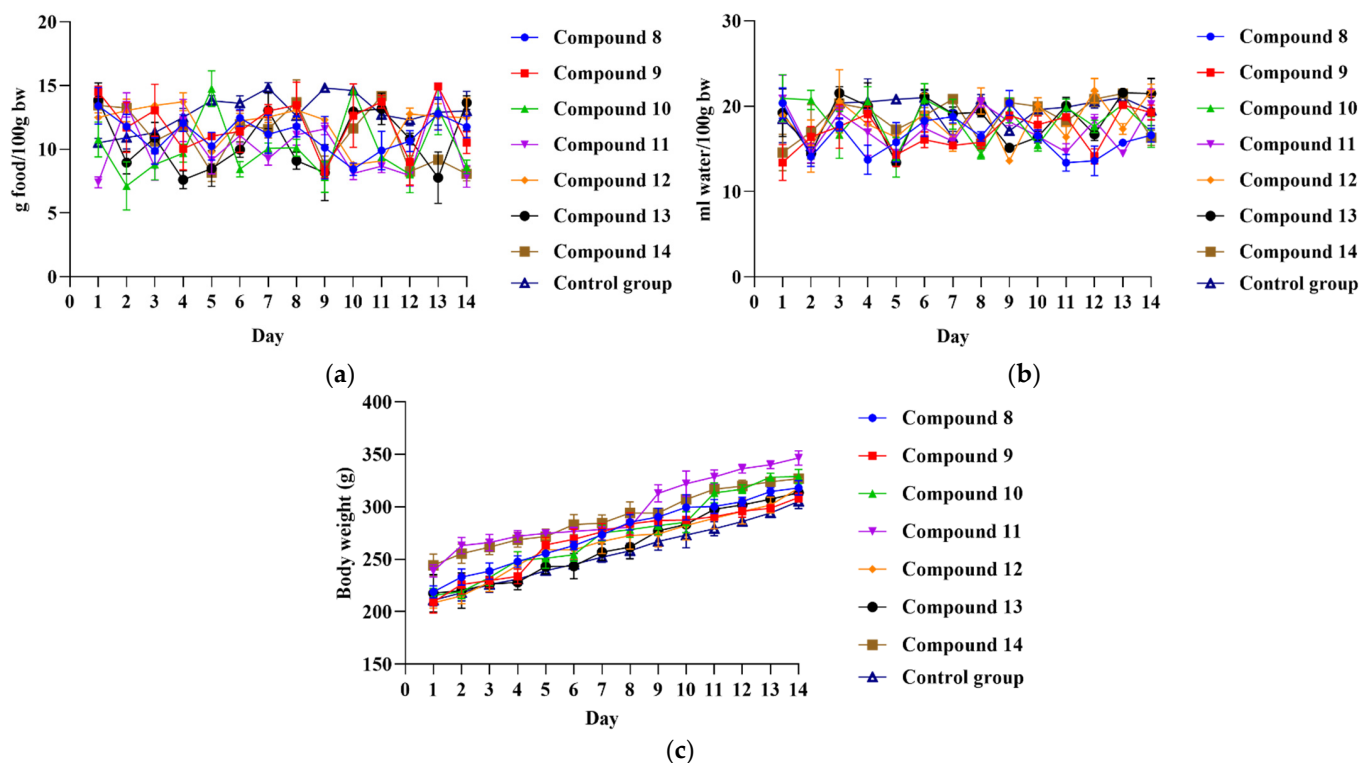 20
15
10
5
0
g food/100g bw
0 1 2 3 4 5 6 7 8 9 10 11 12 13 14
Day
Compound 8
Compound 9
Compound 10
Compound 11
Compound 12
Compound 13
Compound 14
Control group
(a)
30
20
10
0
ml water/100g bw
0 1 2 3 4 5 6 7 8 9 10 11 12 13 14
Day
Compound 8
Compound 9
Compound 10
Compound 11
Compound 12
Compound 13
Compound 14
Control group
(b)
400
350
300
250
200
150
Body weight (g)
0 1 2 3 4 5 6 7 8 9 10 11 12 13 14
Day
Compound 8
Compound 9
Compound 10
Compound 11
Compound 12
Compound 13
Compound 14
Control group
(c)